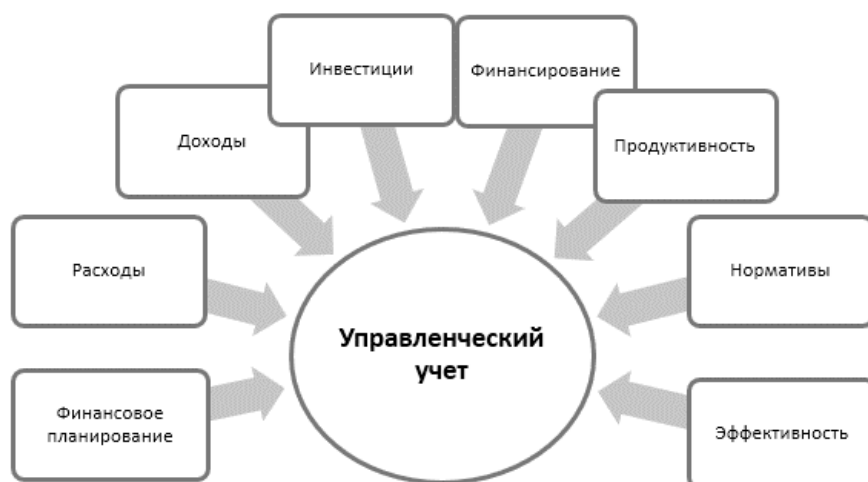 Инвестиции
Финансирование
Доходы
Продуктивность
Расходы
Нормативы
Управленческий
учет
Финансовое
планирование
Эффективность